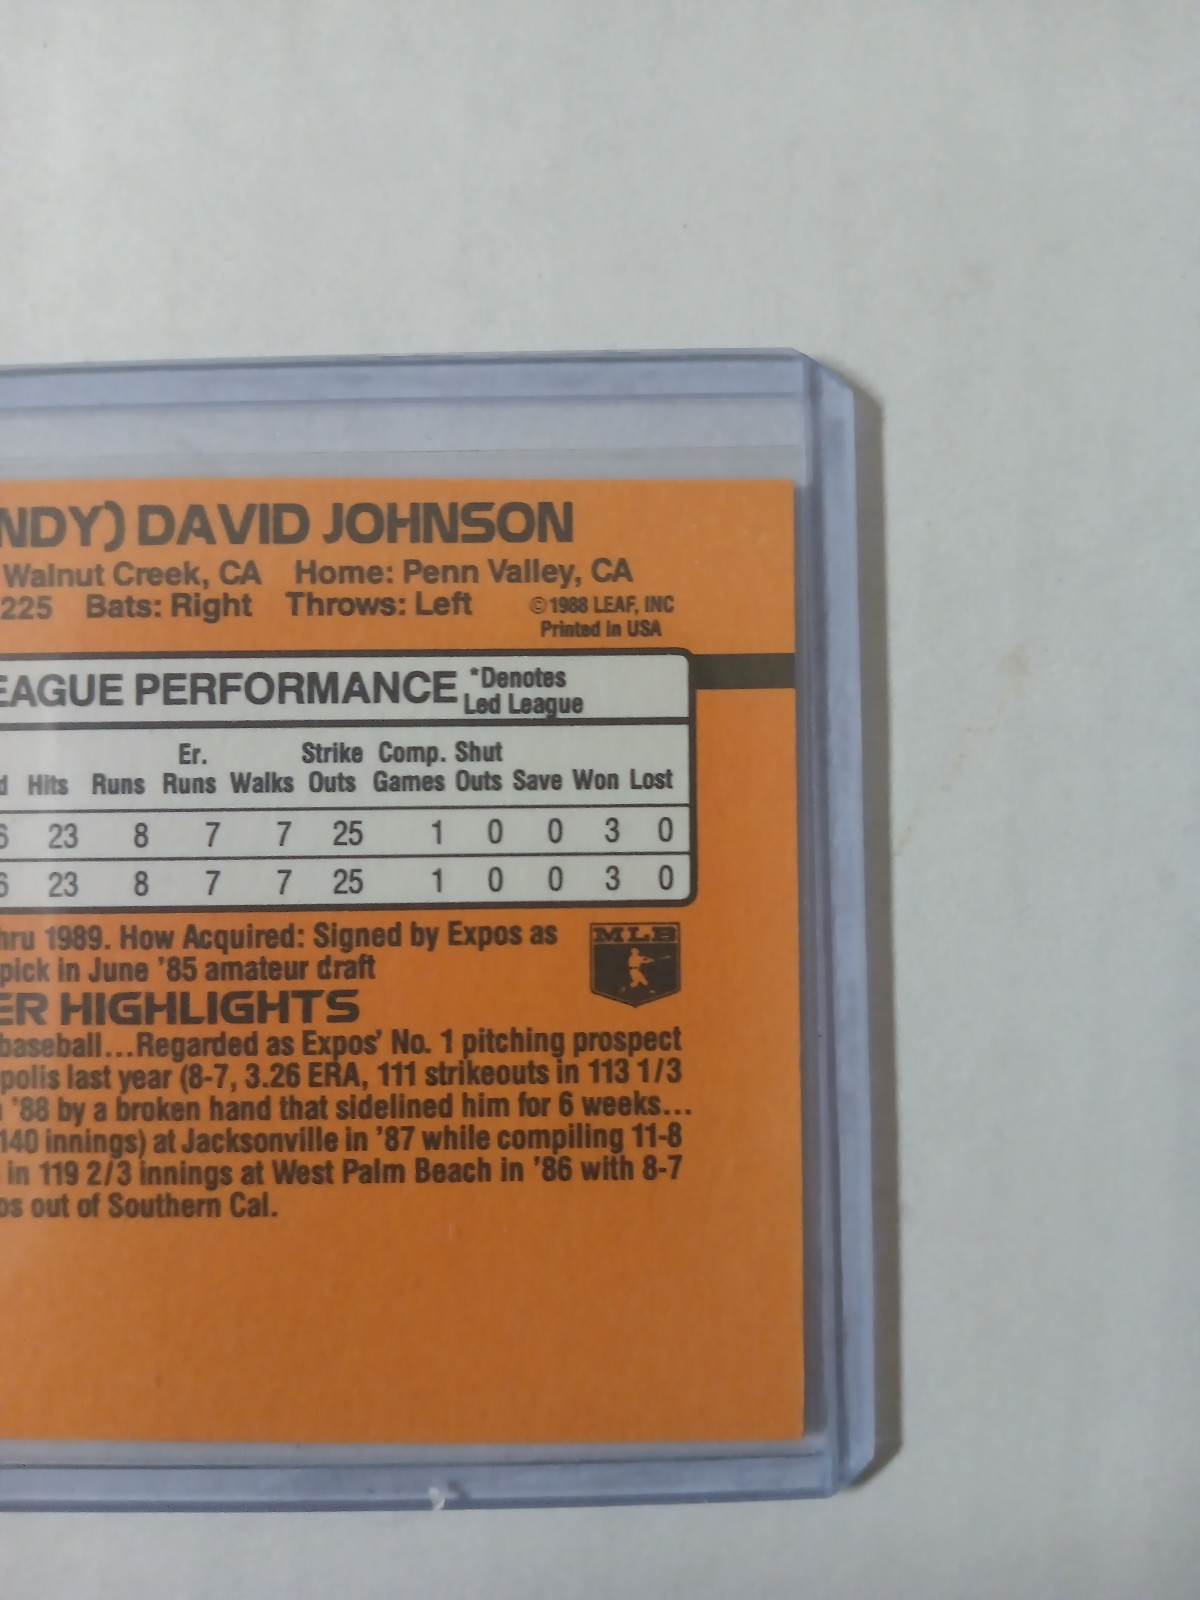 NDY) DAVID JOHNSON
Walnut Creek, CA Home: Penn Valley, CA
225 Bats: Right Throws: Left ©1988 LEAF, INC
Printed in USA
EAGUE PERFORMANCE *Denotes
Led League
Er. Strike Comp. Shut
d Hits Runs Runs Walks Outs Games Outs Save Won Lost
6 23 8 7 7 25 1 0 0 3 0
6 23 8 7 7 25 1 0 0 3 0
hru 1989. How Acquired: Signed by Expos as
pick in June '85 amateur draft
MLB
ER HIGHLIGHTS
baseball...Regarded as Expos' No. 1 pitching prospect
polis last year (8-7, 3.26 ERA, 111 strikeouts in 113 1/3
'88 by a broken hand that sidelined him for 6 weeks...
140 innings) at Jacksonville in '87 while compiling 11-8
in 119 2/3 innings at West Palm Beach in '86 with 8-7
os out of Southern Cal.